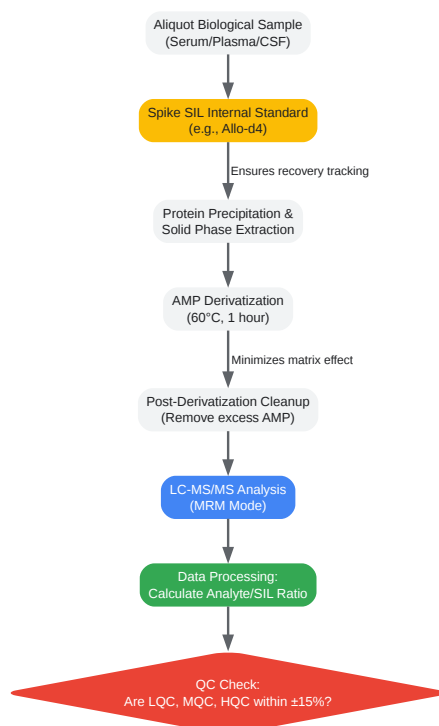 Aliquot Biological Sample
(Serum/Plasma/CSF)
Spike SIL Internal Standard
(e.g., Allo-d4)
Ensures recovery tracking
Protein Precipitation &
Solid Phase Extraction
AMP Derivatization
(60°C, 1 hour)
Minimizes matrix effect
Post-Derivatization Cleanup
(Remove excess AMP)
LC-MS/MS Analysis
(MRM Mode)
Data Processing:
Calculate Analyte/SIL Ratio
QC Check:
Are LQC, MQC, HQC within ±15%?